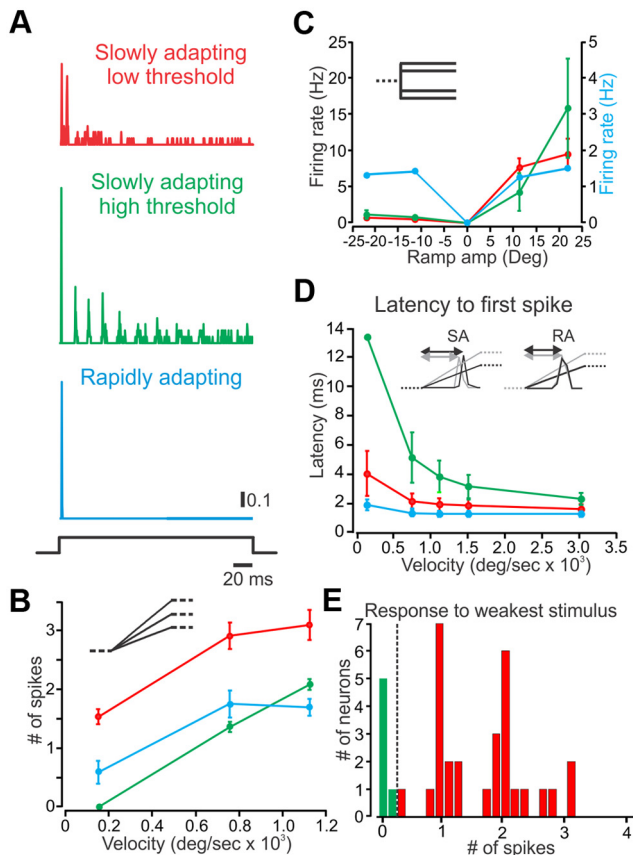 A
Slowly adapting
low threshold
Slowly adapting
high threshold
Rapidly adapting
0.1
20 ms
B
# of spikes
3
2
1
0
0 0.2 0.4 0.6 0.8 1.0 1.2
Velocity (deg/sec x 10³)
C
Firing rate (Hz)
25
20
15
10
5
0
5
4
3
2
1
0
Firing rate (Hz)
-25-20 -15-10 -5 0 5 10 15 20 25
Ramp amp (Deg)
D
Latency to first spike
SA
RA
Latency (ms)
14
12
10
8
6
4
2
0
0 0.5 1.0 1.5 2.0 2.5 3.0 3.5
Velocity (deg/sec x 10³)
E
Response to weakest stimulus
# of neurons
7
6
5
4
3
2
1
0
0 1 2 3 4
# of spikes